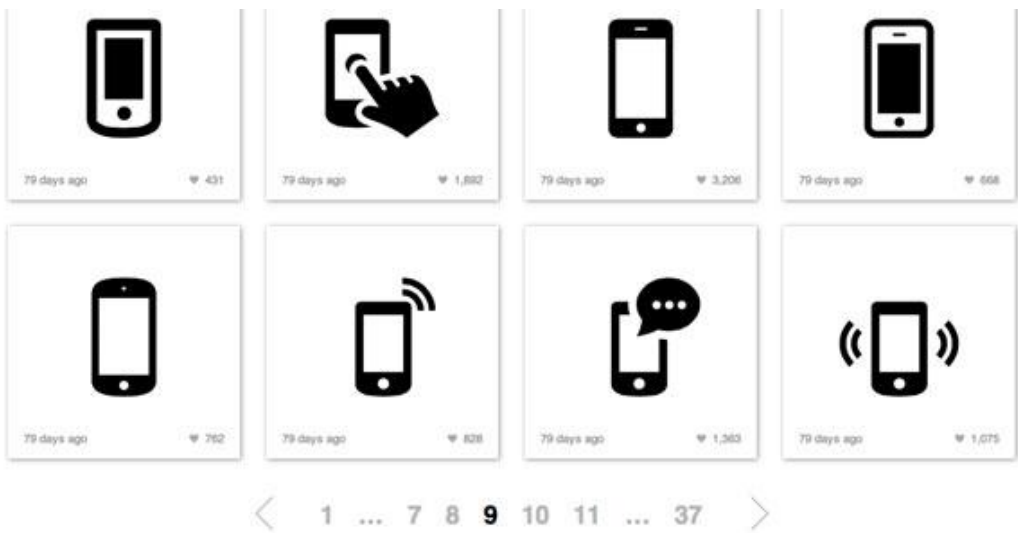 79 days ago ♥ 431
79 days ago ♥ 1,892
79 days ago ♥ 3,206
79 days ago ♥ 668
79 days ago ♥ 762
79 days ago ♥ 828
79 days ago ♥ 1,363
79 days ago ♥ 1,075
1 ... 7 8 9 10 11 ... 37